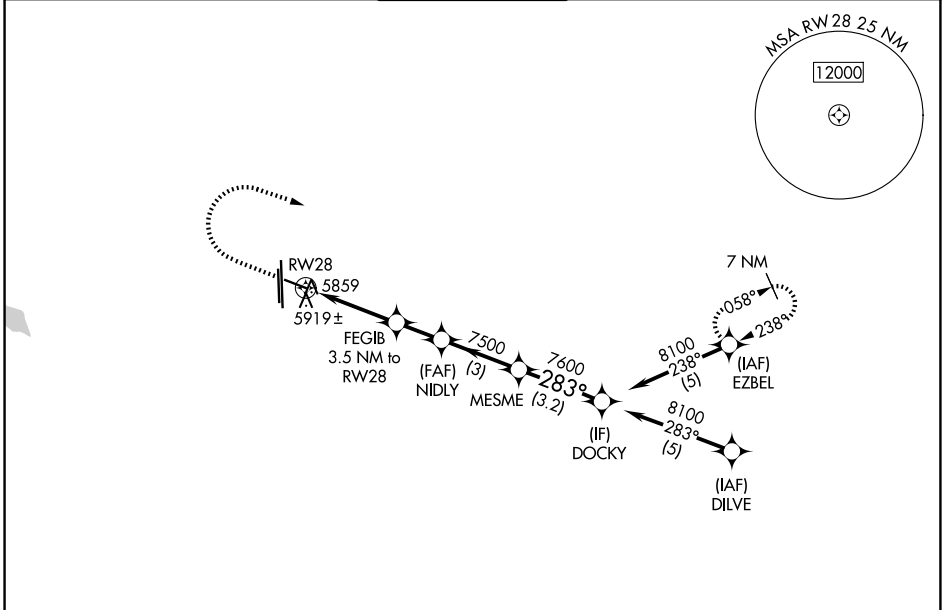 MSA RW 28 25 NM
12000
7 NM
058°
238°
(IAF)
EZBEL
8100
238°
(5)
RW28
5859
5919±
FEGIB
3.5 NM to
RW28
(FAF)
NIDLY
7500
(3)
MESME
7600
283°
(3.2)
(IF)
DOCKY
8100
283°
(5)
(IAF)
DILVE